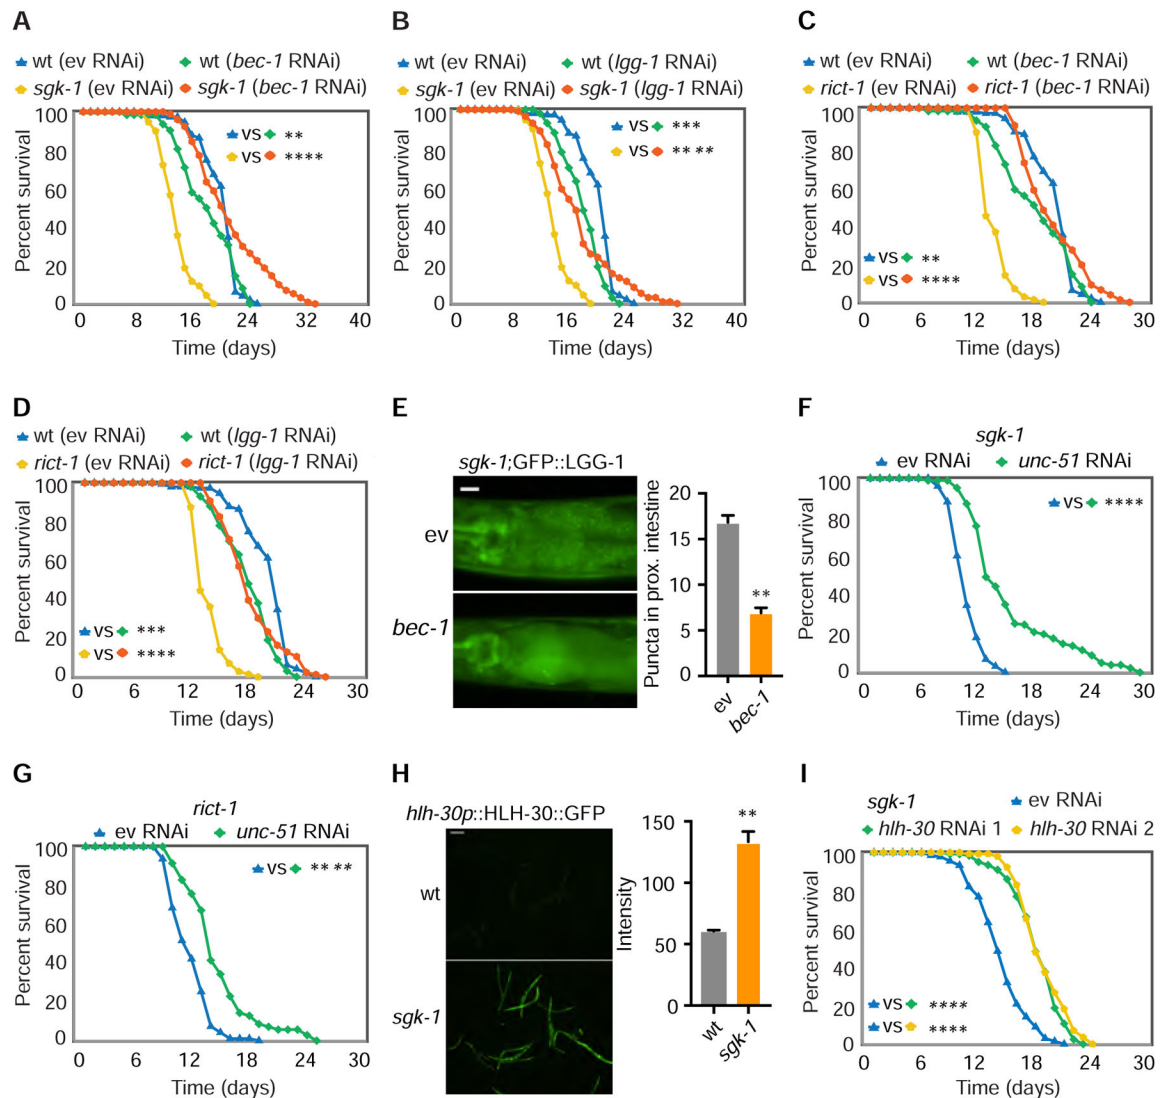 A
wt (ev RNAi) wt (bec-1 RNAi)
sgk-1 (ev RNAi) sgk-1 (bec-1 RNAi)
Percent survival
100
80
60
40
20
0
VS **
VS ****
0 8 16 24 32 40
Time (days)
B
wt (ev RNAi) wt (lgg-1 RNAi)
sgk-1 (ev RNAi) sgk-1 (lgg-1 RNAi)
Percent survival
100
80
60
40
20
0
VS ***
VS ****
0 8 16 24 32 40
Time (days)
C
wt (ev RNAi) wt (bec-1 RNAi)
rict-1 (ev RNAi) rict-1 (bec-1 RNAi)
Percent survival
100
80
60
40
20
0
VS **
VS ****
0 6 12 18 24 30
Time (days)
D
wt (ev RNAi) wt (lgg-1 RNAi)
rict-1 (ev RNAi) rict-1 (lgg-1 RNAi)
Percent survival
100
80
60
40
20
0
VS ***
VS ****
0 6 12 18 24 30
Time (days)
E
sgk-1;GFP::LGG-1
ev
bec-1
Puncta in prox. intestine
20
15
10
5
0
**
ev
bec-1
F
sgk-1
ev RNAi unc-51 RNAi
Percent survival
100
80
60
40
20
0
VS ****
0 6 12 18 24 30
Time (days)
G
rict-1
ev RNAi unc-51 RNAi
Percent survival
100
80
60
40
20
0
VS ****
0 6 12 18 24 30
Time (days)
H
hlh-30p::HLH-30::GFP
wt
sgk-1
Intensity
150
100
50
0
**
wt
sgk-1
I
sgk-1 ev RNAi
hlh-30 RNAi 1 hlh-30 RNAi 2
Percent survival
100
80
60
40
20
0
VS ****
VS ****
0 6 12 18 24 30
Time (days)